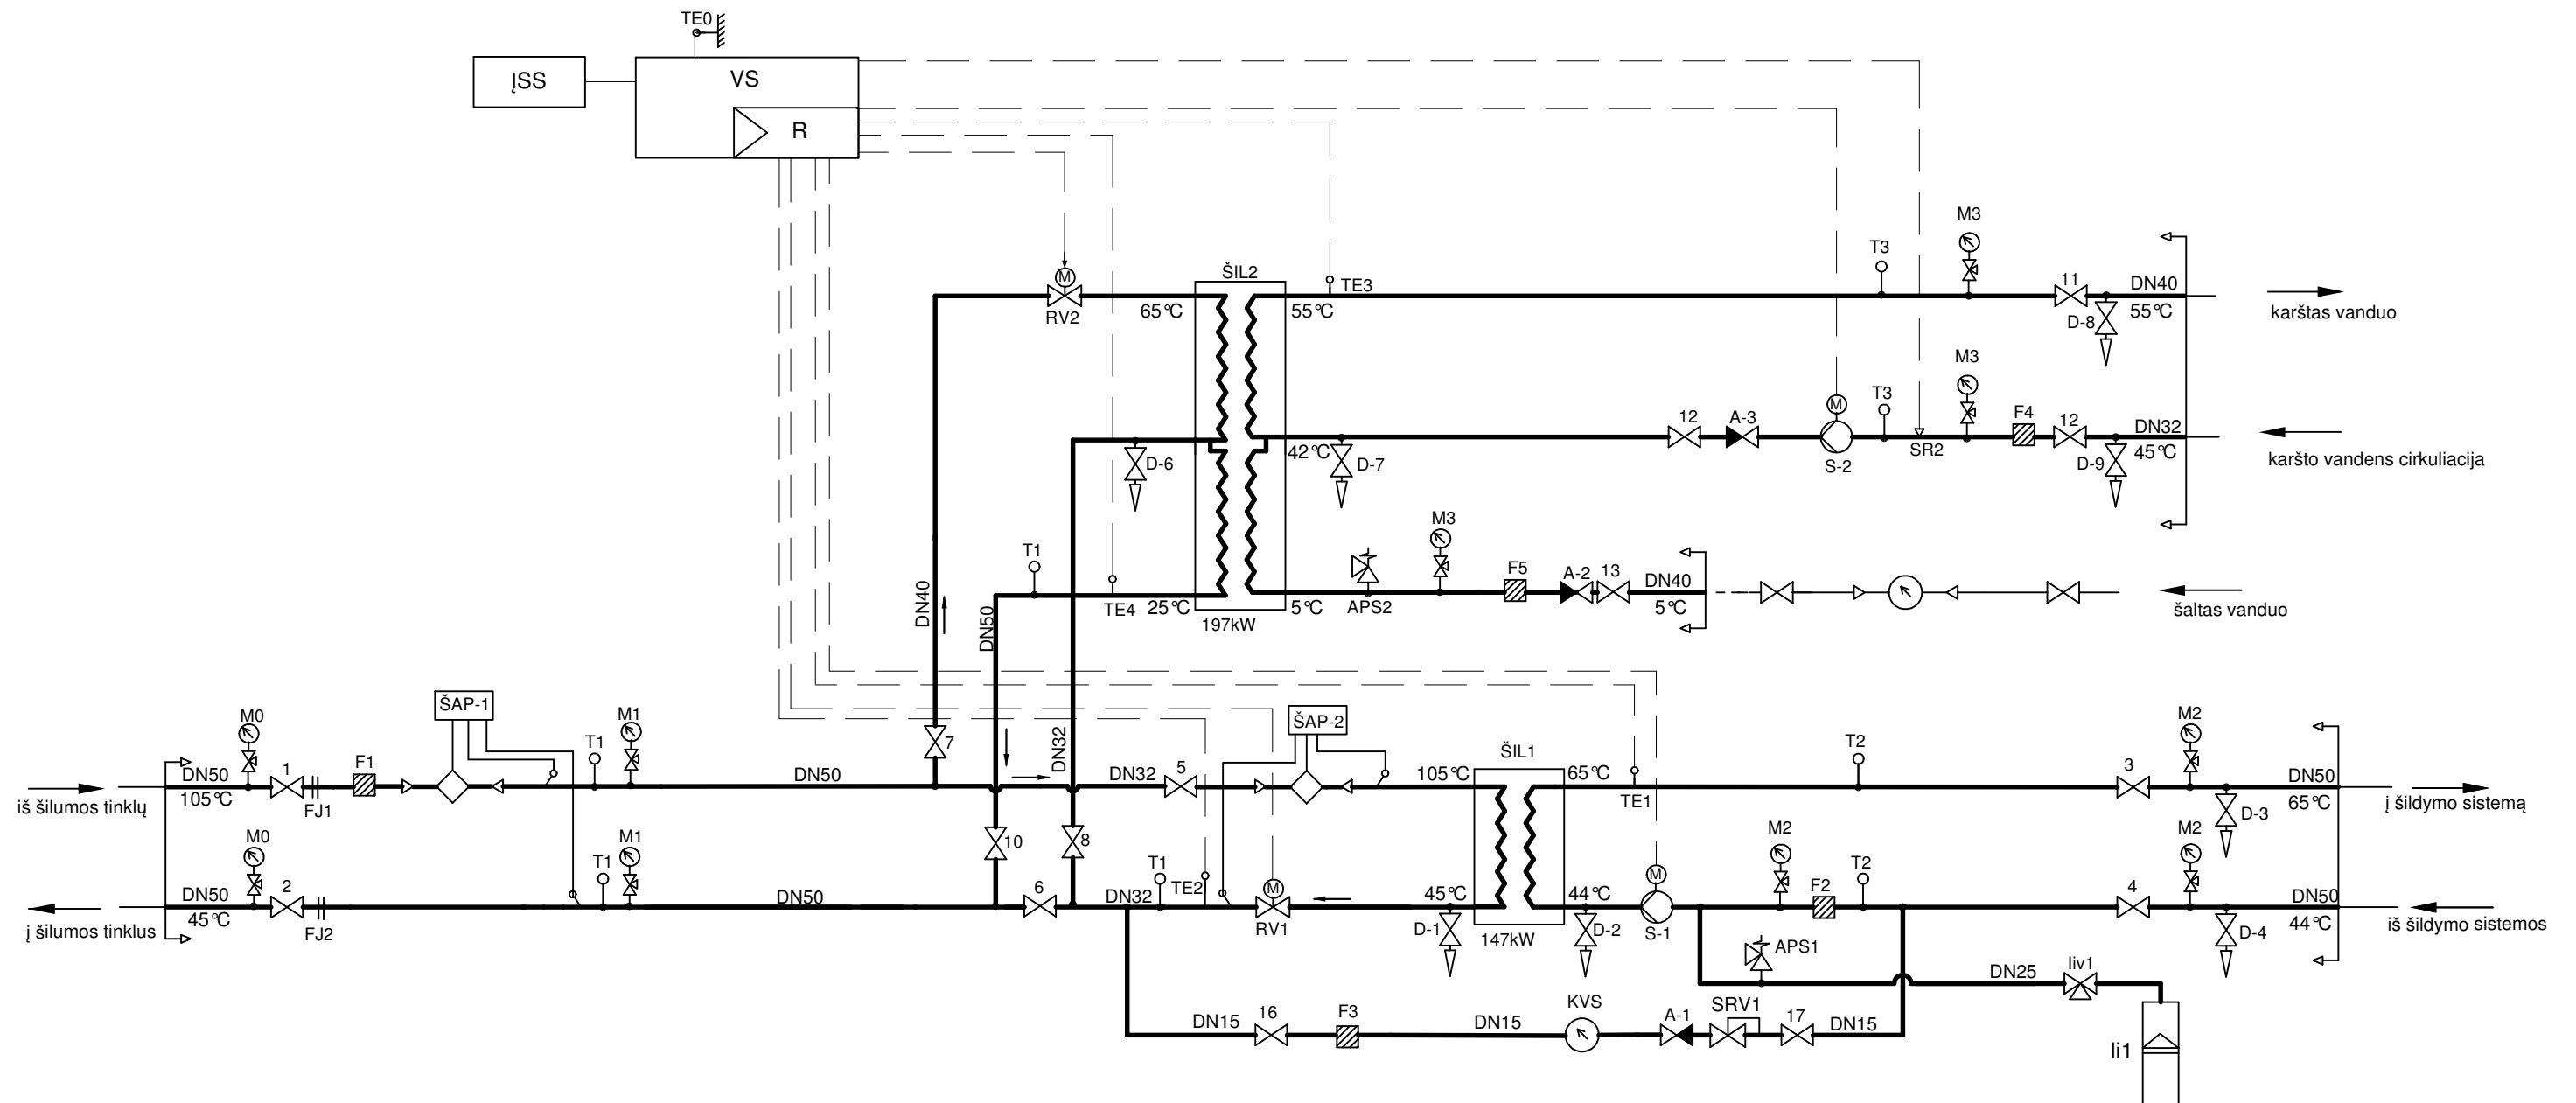 TE0
ĮSS
VS
R
M3
T3
ŠIL2
TE3
11
DN40
65°C
55°C
RV2
D-8
55°C
karštas vanduo
M3
T3
12
A-3
F4
12
DN32
42°C
SR2
45°C
D-6
D-7
S-2
D-9
karšto vandens cirkuliacija
M3
T1
F5
A-2
13
DN40
TE4
25°C
5°C
APS2
5°C
šaltas vanduo
197kW
DN40
DN50
DN32
ŠAP-1
M0
M1
ŠAP-2
M2
T1
7
ŠIL1
T2
DN50
1
F1
DN50
DN32
5
105°C
65°C
3
DN50
105°C
FJ1
TE1
65°C
iš šilumos tinklų
D-3
į šildymo sistemą
M0
M1
10
8
M2
M2
T1
T1
TE2
T2
DN50
2
DN50
6
DN32
M
45°C
44°C
F2
4
DN50
45°C
FJ2
RV1
D-1
D-2
S-1
44°C
D-4
į šilumos tinklus
iš šildymo sistemos
147kW
APS1
DN25
Iiv1
DN15
16
F3
DN15
KVS
A-1
SRV1
17
DN15
Ii1
M
M
M